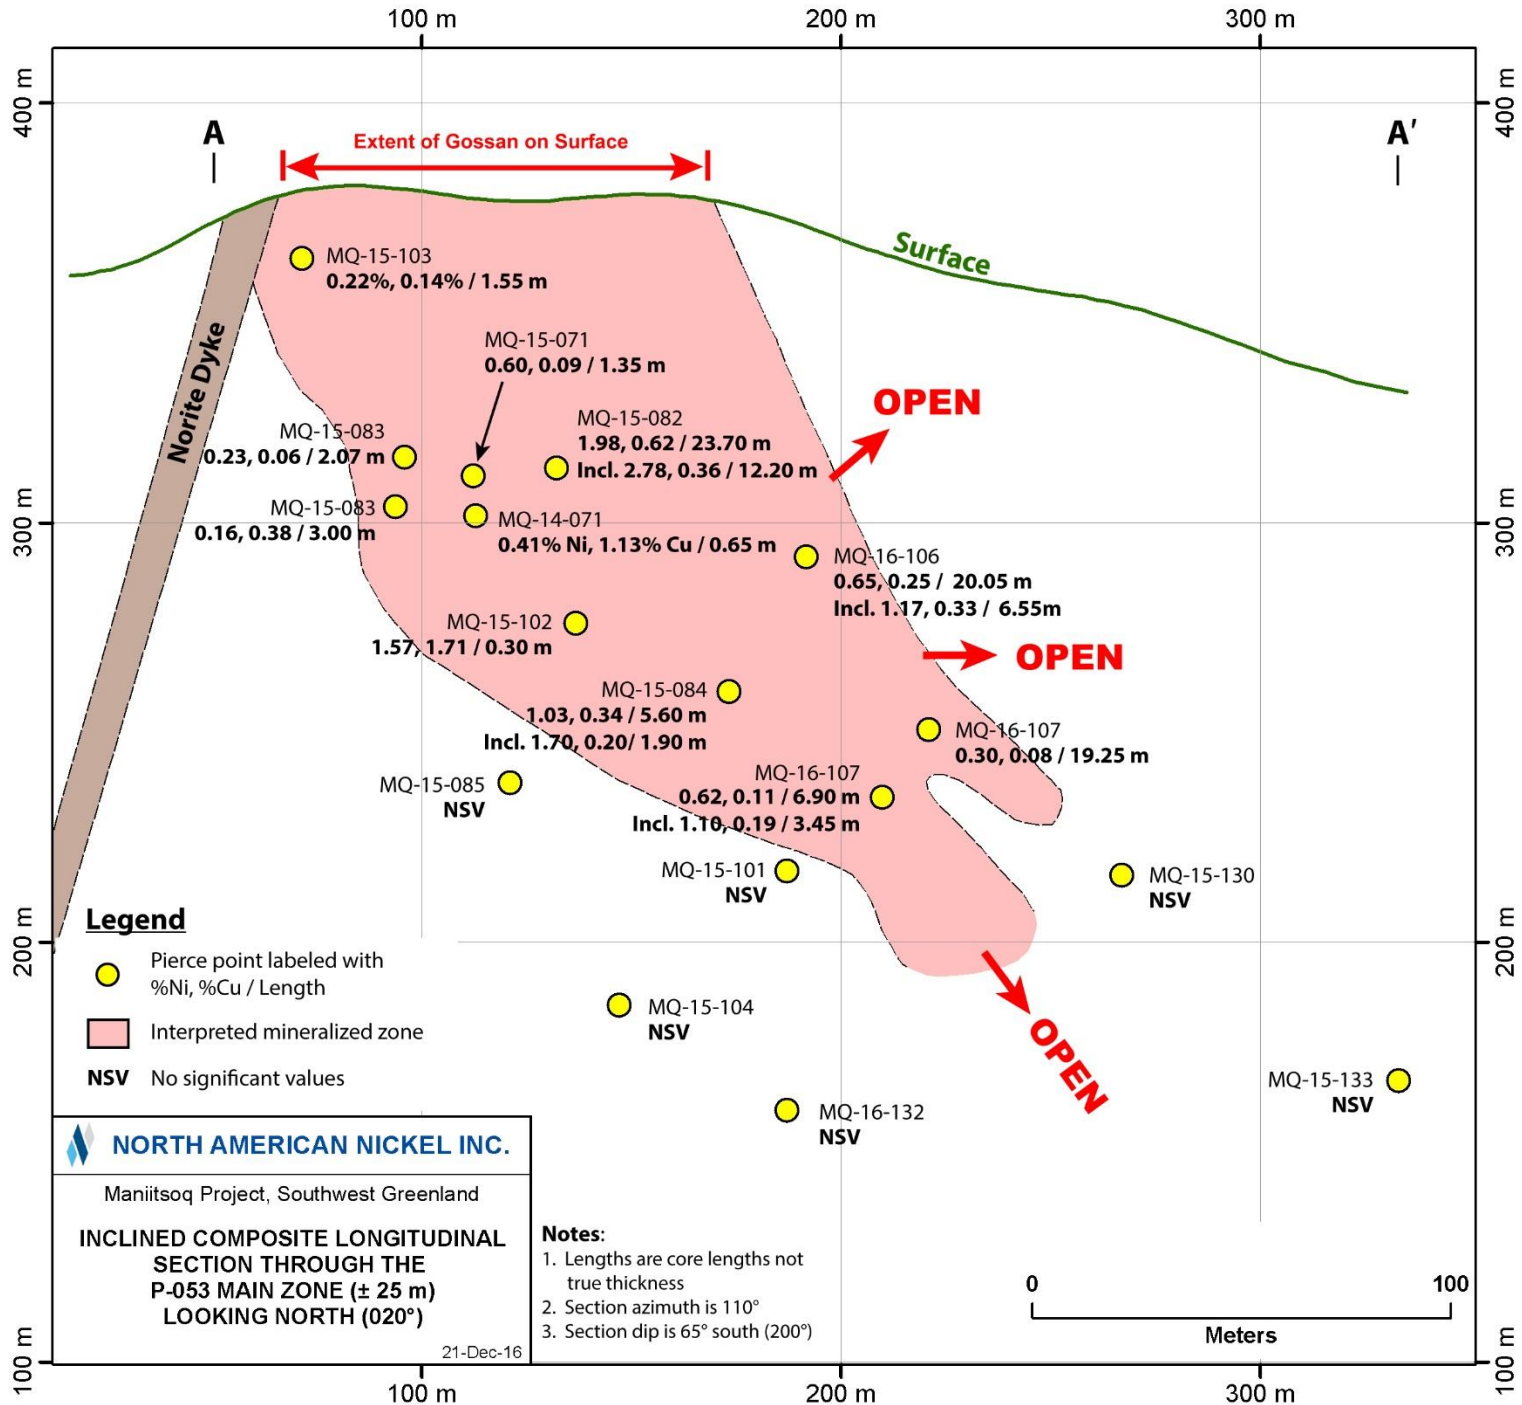 100 m
200 m
300 m
400 m
400 m
A
Extent of Gossan on Surface
A'
MQ-15-103
0.22%, 0.14% / 1.55 m
Surface
Norite Dyke
MQ-15-071
0.60, 0.09 / 1.35 m
OPEN
MQ-15-083
0.23, 0.06 / 2.07 m
MQ-15-082
1.98, 0.62 / 23.70 m
Incl. 2.78, 0.36 / 12.20 m
MQ-15-083
0.16, 0.38 / 3.00 m
MQ-14-071
0.41% Ni, 1.13% Cu / 0.65 m
300 m
300 m
MQ-16-106
0.65, 0.25 / 20.05 m
Incl. 1.17, 0.33 / 6.55m
MQ-15-102
1.57, 1.71 / 0.30 m
OPEN
MQ-15-084
1.03, 0.34 / 5.60 m
Incl. 1.70, 0.20/ 1.90 m
MQ-16-107
0.30, 0.08 / 19.25 m
MQ-15-085
NSV
MQ-16-107
0.62, 0.11 / 6.90 m
Incl. 1.10, 0.19 / 3.45 m
MQ-15-101
NSV
MQ-15-130
NSV
200 m
200 m
Legend
Pierce point labeled with
%Ni, %Cu / Length
Interpreted mineralized zone
NSV No significant values
MQ-15-104
NSV
OPEN
MQ-16-132
NSV
MQ-15-133
NSV
NORTH AMERICAN NICKEL INC.
Maniitsoq Project, Southwest Greenland
INCLINED COMPOSITE LONGITUDINAL
SECTION THROUGH THE
P-053 MAIN ZONE (± 25 m)
LOOKING NORTH (020°)
21-Dec-16
Notes:
1. Lengths are core lengths not
true thickness
2. Section azimuth is 110°
3. Section dip is 65° south (200°)
0 100
Meters
100 m
100 m
100 m
200 m
300 m